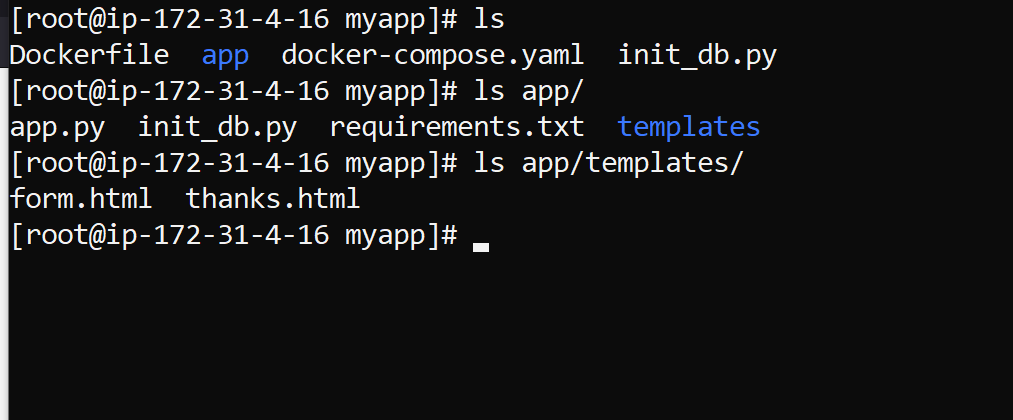 [root@ip-172-31-4-16 myapp]# ls
Dockerfile  app  docker-compose.yaml  init_db.py
[root@ip-172-31-4-16 myapp]# ls app/
app.py  init_db.py  requirements.txt  templates
[root@ip-172-31-4-16 myapp]# ls app/templates/
form.html  thanks.html
[root@ip-172-31-4-16 myapp]#